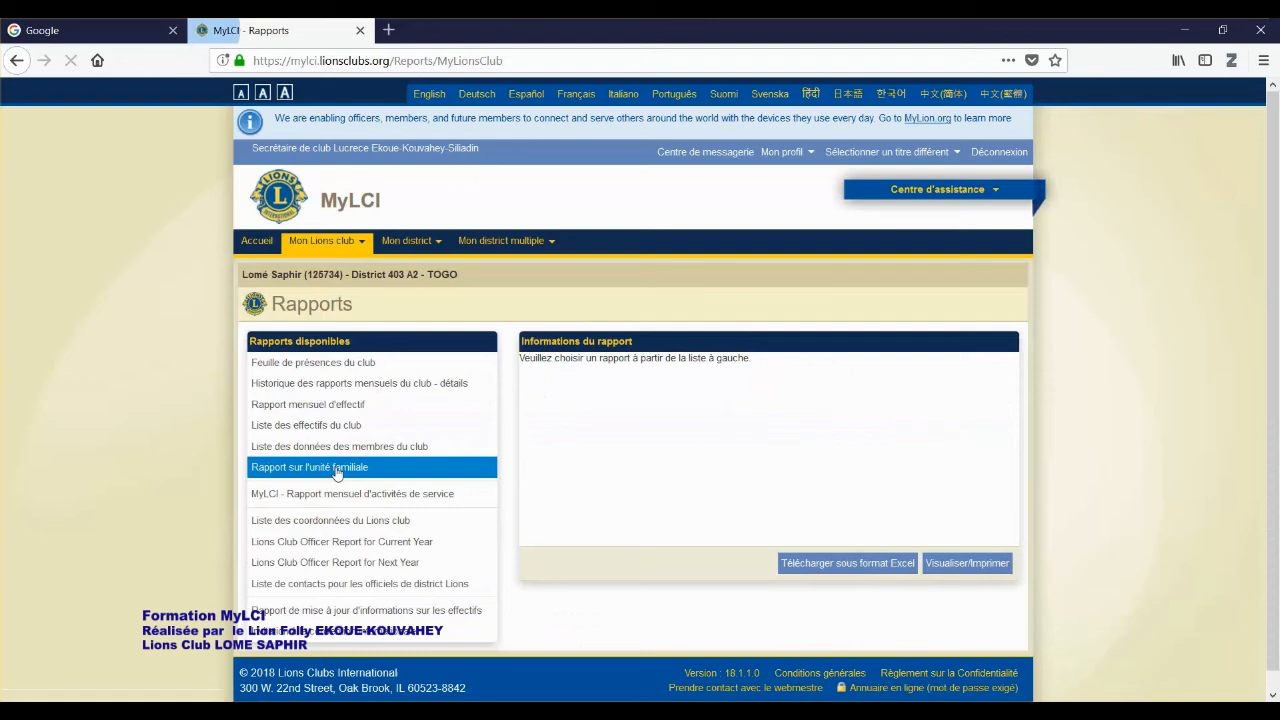 Google
MyLCI - Rapports
https://mylci.lionsclubs.org/Reports/MyLionsClub
A A A
English Deutsch Español Français Italiano Português Suomi Svenska हिंदी 日本語 한국어 中文(简体) 中文(繁體)
We are enabling officers, members, and future members to connect and serve others around the world with the devices they use every day. Go to MyLion.org to learn more
Secrétaire de club Lucrece Ekoue-Kouvahey-Siliadin
Centre de messagerie Mon profil Sélectionner un titre différent Déconnexion
MyLCI
Centre d'assistance
Accueil Mon Lions club Mon district Mon district multiple
Lomé Saphir (125734) - District 403 A2 - TOGO
Rapports
Rapports disponibles
Feuille de présences du club
Historique des rapports mensuels du club - détails
Rapport mensuel d'effectif
Liste des effectifs du club
Liste des données des membres du club
Rapport sur l'unité familiale
MyLCI - Rapport mensuel d'activités de service
Liste des coordonnées du Lions club
Lions Club Officer Report for Current Year
Lions Club Officer Report for Next Year
Liste de contacts pour les officiels de district Lions
Rapport de mise à jour d'informations sur les effectifs
Informations du rapport
Veuillez choisir un rapport à partir de la liste à gauche.
Télécharger sous format Excel Visualiser/Imprimer
Formation MyLCI
Réalisée par le Lion Folly EKOUE-KOUVAHEY
Lions Club LOME SAPHIR
© 2018 Lions Clubs International
300 W. 22nd Street, Oak Brook, IL 60523-8842
Version : 18.1.1.0 Conditions générales Règlement sur la Confidentialité
Prendre contact avec le webmestre Annuaire en ligne (mot de passe exigé)